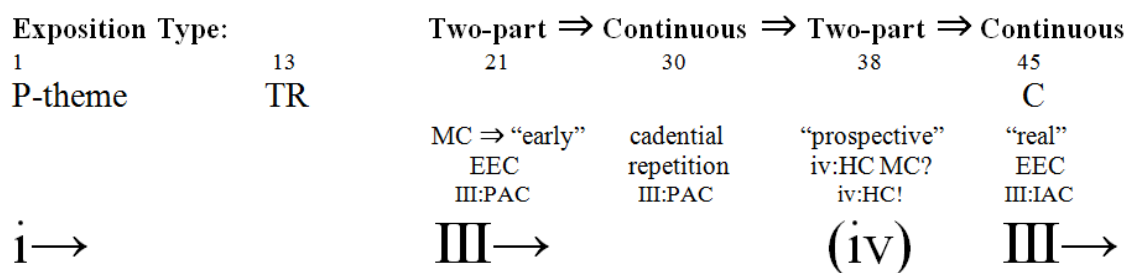 Exposition Type: Two-part ⇒ Continuous ⇒ Two-part ⇒ Continuous
1 13 21 30 38 45
P-theme TR C
MC ⇒ “early” cadential “prospective” “real”
EEC repetition iv:HC MC? EEC
III:PAC III:PAC iv:HC! III:IAC
i→ III→ (iv) III→